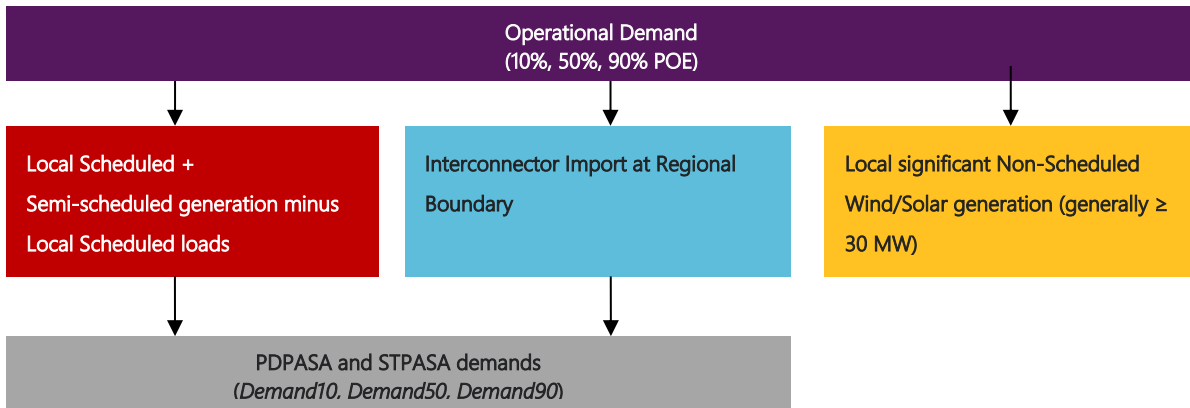 Operational Demand
(10%, 50%, 90% POE)
Local Scheduled +
Semi-scheduled generation minus
Local Scheduled loads
Interconnector Import at Regional
Boundary
Local significant Non-Scheduled
Wind/Solar generation (generally ≥
30 MW)
PDPASA and STPASA demands
(Demand10, Demand50, Demand90)